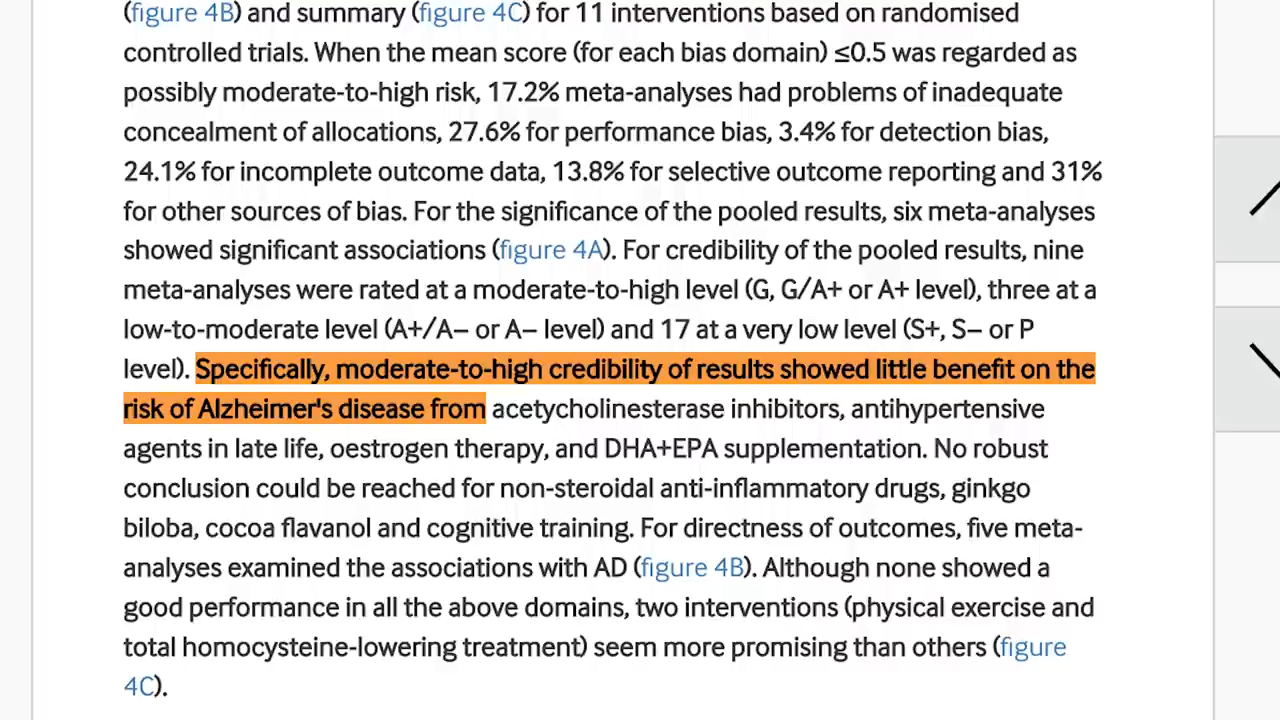 (figure 4B) and summary (figure 4C) for 11 interventions based on randomised
controlled trials. When the mean score (for each bias domain) ≤0.5 was regarded as
possibly moderate-to-high risk, 17.2% meta-analyses had problems of inadequate
concealment of allocations, 27.6% for performance bias, 3.4% for detection bias,
24.1% for incomplete outcome data, 13.8% for selective outcome reporting and 31%
for other sources of bias. For the significance of the pooled results, six meta-analyses
showed significant associations (figure 4A). For credibility of the pooled results, nine
meta-analyses were rated at a moderate-to-high level (G, G/A+ or A+ level), three at a
low-to-moderate level (A+/A− or A− level) and 17 at a very low level (S+, S− or P
level). Specifically, moderate-to-high credibility of results showed little benefit on the
risk of Alzheimer's disease from acetycholinesterase inhibitors, antihypertensive
agents in late life, oestrogen therapy, and DHA+EPA supplementation. No robust
conclusion could be reached for non-steroidal anti-inflammatory drugs, ginkgo
biloba, cocoa flavanol and cognitive training. For directness of outcomes, five meta-
analyses examined the associations with AD (figure 4B). Although none showed a
good performance in all the above domains, two interventions (physical exercise and
total homocysteine-lowering treatment) seem more promising than others (figure
4C).